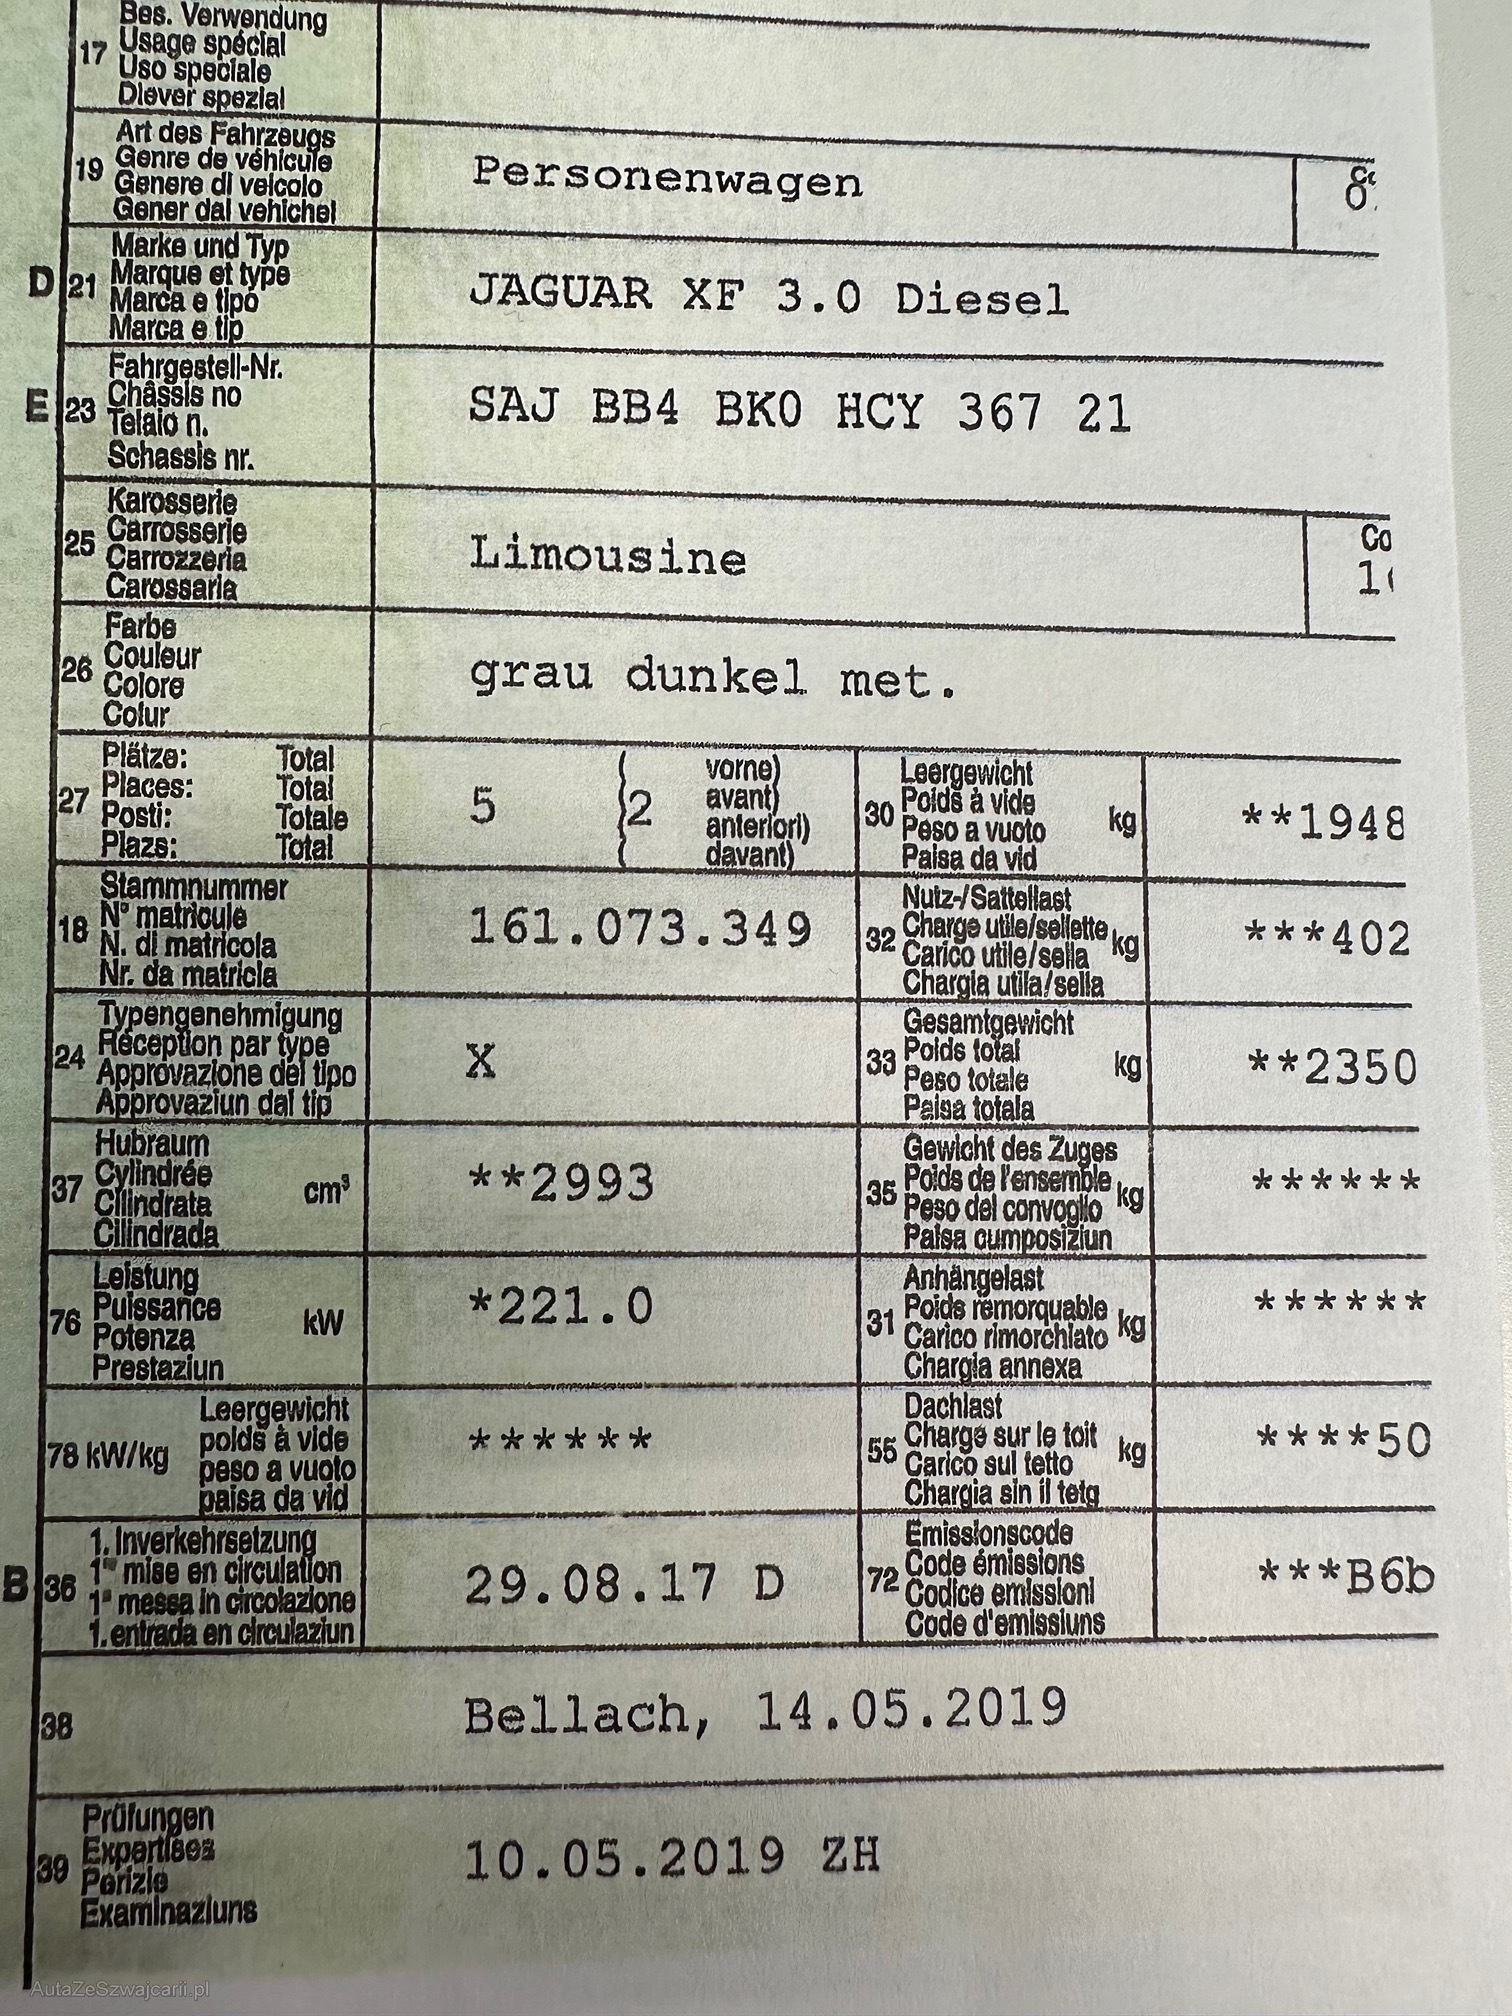 Bes. Verwendung
17 Usage spécial
Uso speciale
Diever spezial
Art des Fahrzeugs
19 Genre de véhicule
Genere di veicolo
Gener dal vehichel
Personenwagen
Marke und Typ
D 21 Marque et type
Marca e tipo
Marca e tip
JAGUAR XF 3.0 Diesel
Fahrgestell-Nr.
E 23 Châssis no
Telaio n.
Schassis nr.
SAJ BB4 BK0 HCY 367 21
Karosserie
25 Carrosserie
Carrozzeria
Carossaria
Limousine
Co
Farbe
26 Couleur
Colore
Colur
grau dunkel met.
Plätze: Total
27 Places: Total
Posti: Totale
Plazs: Total
5 (2
vorne)
avant)
anteriori)
davant)
Leergewicht
30 Poids à vide kg
Peso a vuoto
Paisa da vid
**1948
Stammnummer
18 N° matricule
N. di matricola
Nr. da matricla
161.073.349
Nutz-/Sattellast
32 Charge utile/sellette kg
Carico utile/sella
Chargia utila/sella
***402
Typengenehmigung
24 Réception par type
Approvazione del tipo
Approvaziun dal tip
X
Gesamtgewicht
33 Poids total kg
Peso totale
Paisa totala
**2350
Hubraum
37 Cylindrée cm³
Cilindrata
Cilindrada
**2993
Gewicht des Zuges
35 Poids de l'ensemble kg
Peso del convoglio
Paisa cumposiziun
******
Leistung
76 Puissance kW
Potenza
Prestaziun
*221.0
Anhängelast
31 Poids remorquable kg
Carico rimorchiato
Chargia annexa
******
Leergewicht
78 kW/kg poids à vide
peso a vuoto
paisa da vid
******
Dachlast
55 Charge sur le toit kg
Carico sul tetto
Chargia sin il tetg
****50
1. Inverkehrsetzung
B 36 1re mise en circulation
1a messa in circolazione
1. entrada en circulaziun
29.08.17 D
Emissionscode
72 Code émissions
Codice emissioni
Code d'emissiuns
***B6b
38 Bellach, 14.05.2019
Prüfungen
39 Expertises
Perizie
Examinaziuns
10.05.2019 ZH
AutaZeSzwajcarii.pl